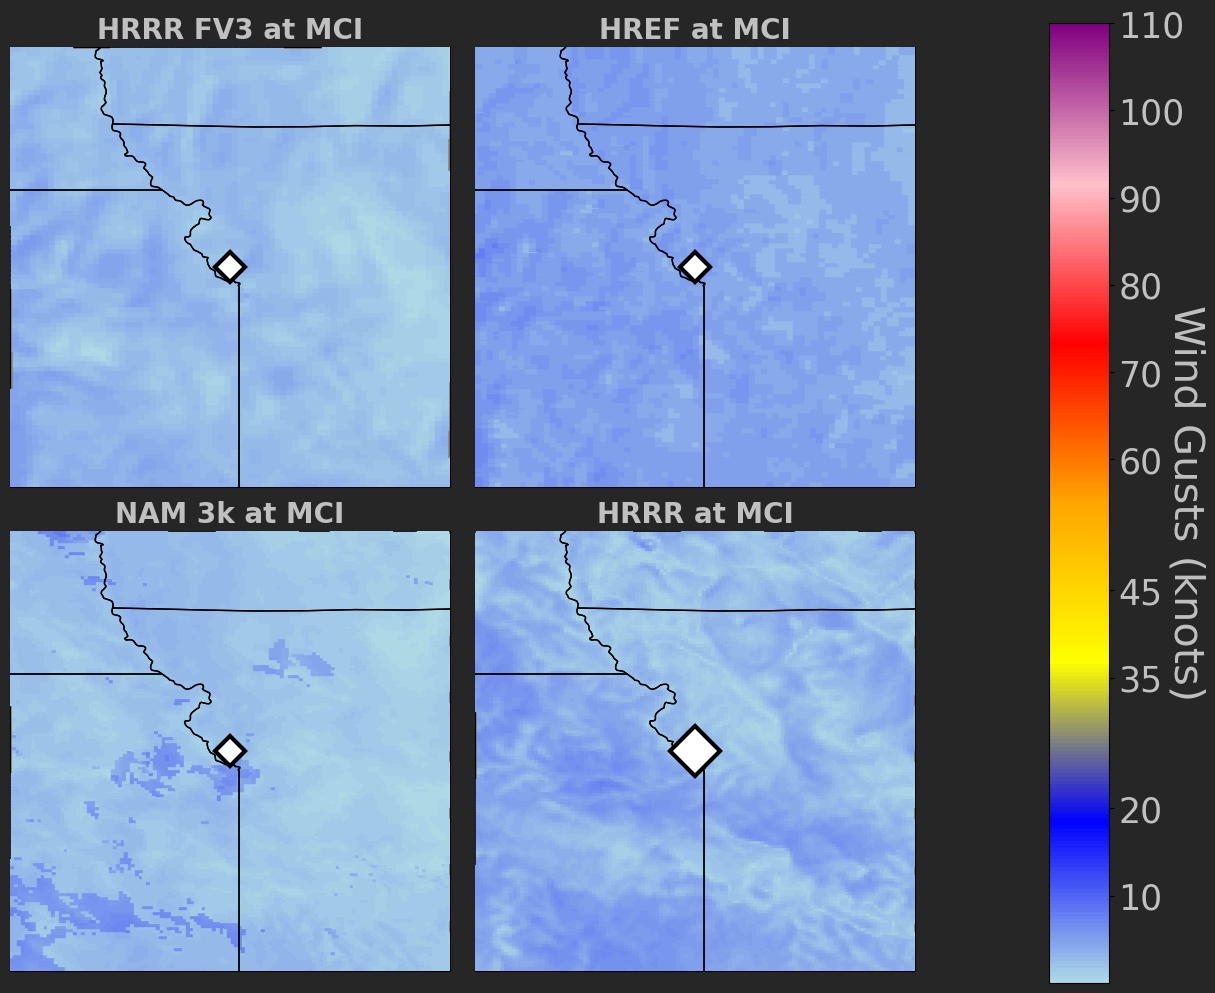 HRRR FV3 at MCI
HREF at MCI
NAM 3k at MCI
HRRR at MCI
110
100
90
80
70
60
45
35
20
10
Wind Gusts (knots)